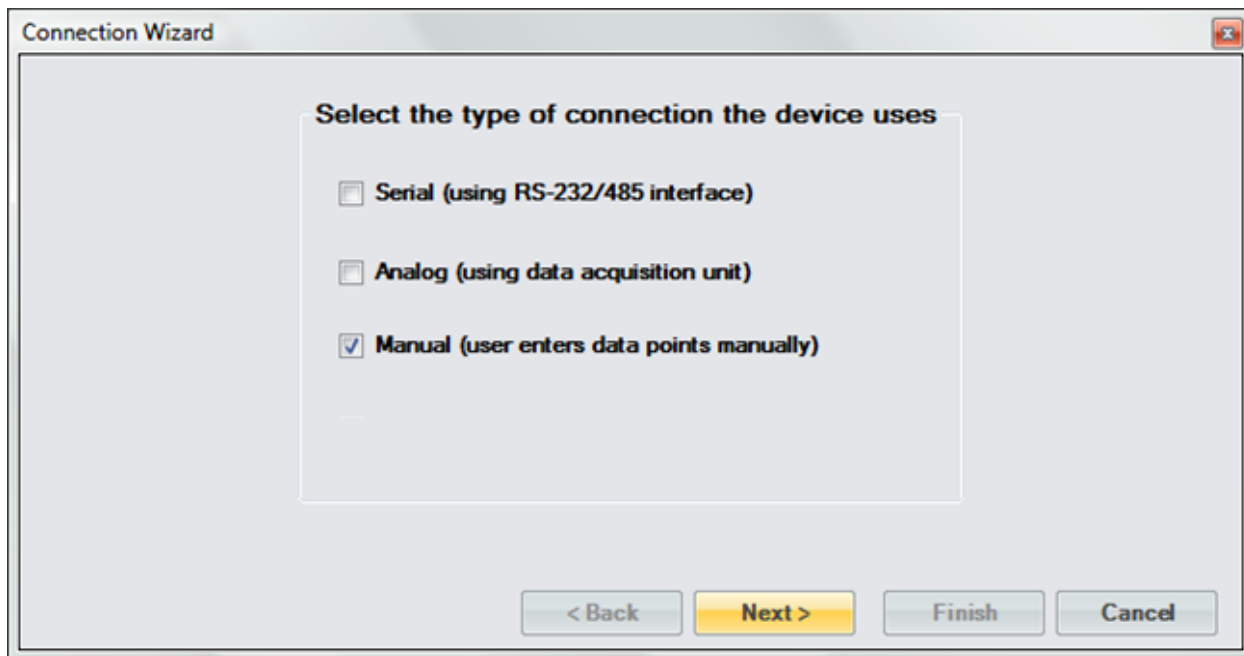 Connection Wizard
Select the type of connection the device uses
Serial (using RS-232/485 interface)
Analog (using data acquisition unit)
Manual (user enters data points manually)
< Back
Next >
Finish
Cancel